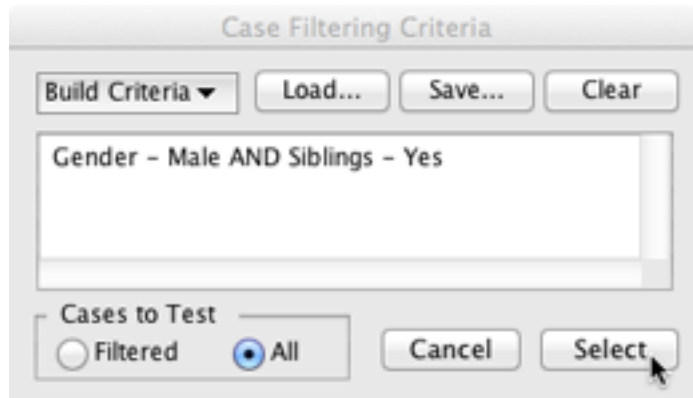 Case Filtering Criteria
Build Criteria Load... Save... Clear
Gender – Male AND Siblings – Yes
Cases to Test
Filtered All Cancel Select